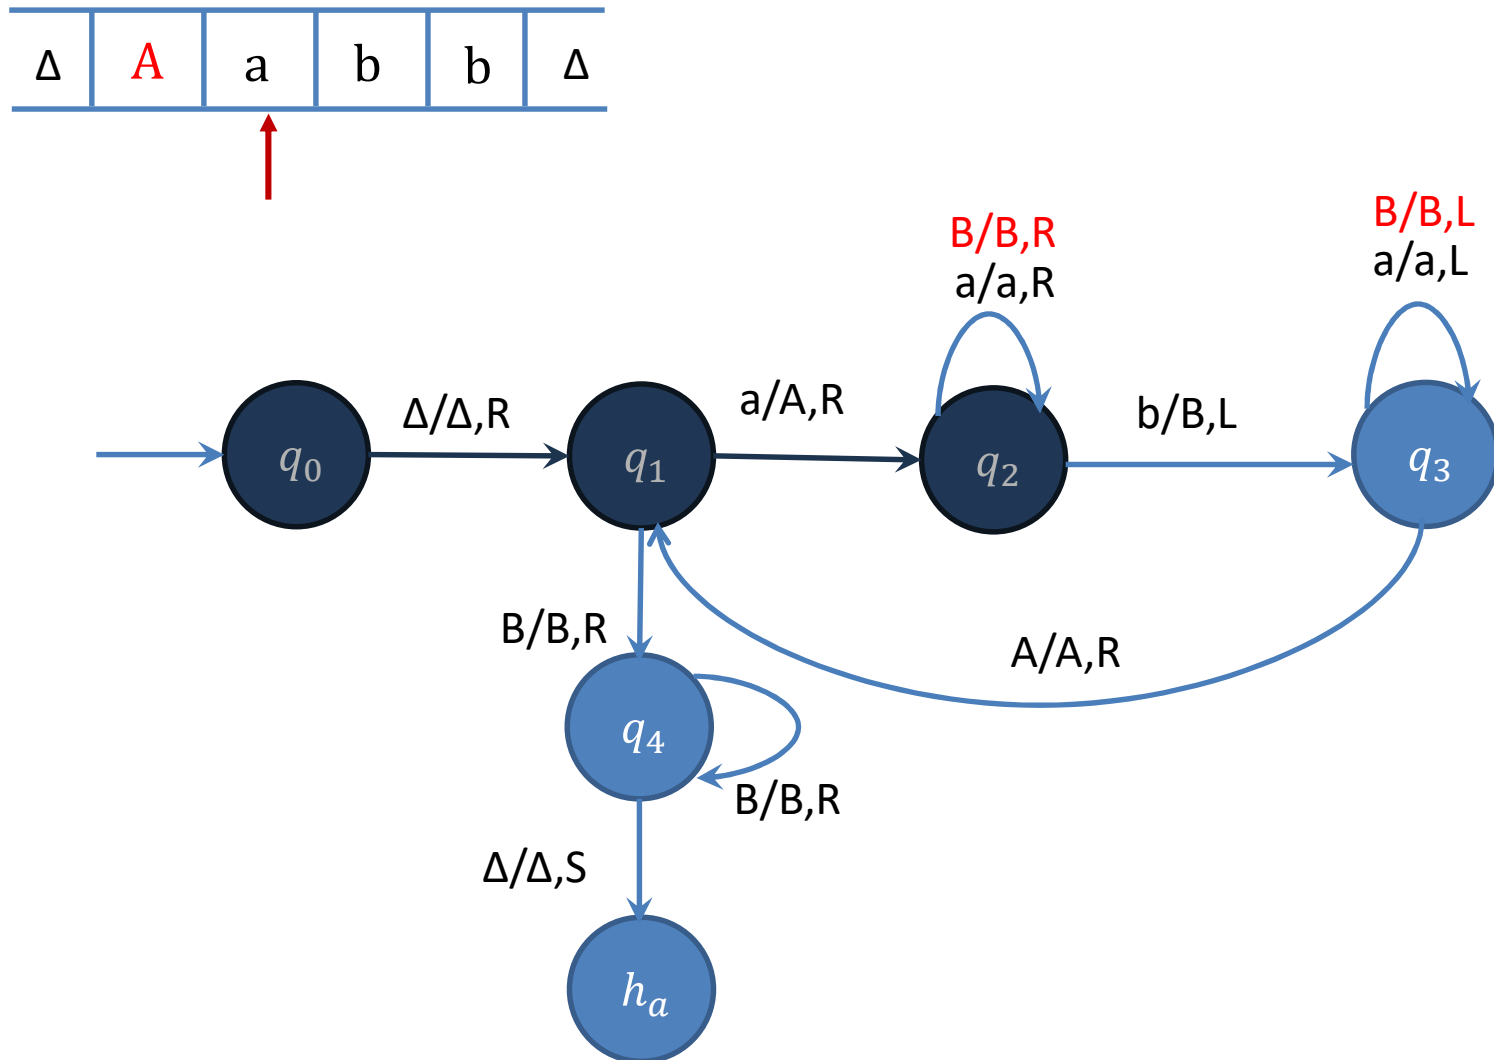 Δ A a b b Δ
B/B,R
a/a,R
B/B,L
a/a,L
Δ/Δ,R
a/A,R
b/B,L
q₀
q₁
q₂
q₃
B/B,R
A/A,R
q₄
B/B,R
Δ/Δ,S
hₐ